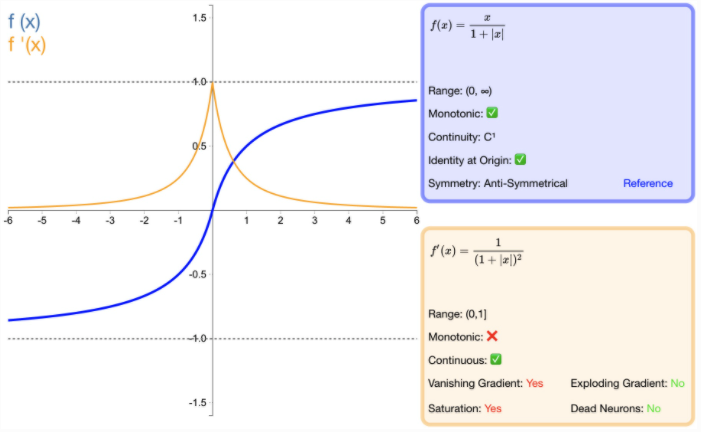 f (x)
f '(x)
1.5
1.0
0.5
-6 -5 -4 -3 -2 -1 1 2 3 4 5 6
-0.5
-1.0
-1.5
f(x) = x / (1 + |x|)
Range: (0, ∞)
Monotonic: ✅
Continuity: C¹
Identity at Origin: ✅
Symmetry: Anti-Symmetrical Reference
f′(x) = 1 / (1 + |x|)²
Range: (0,1]
Monotonic: ❌
Continuous: ✅
Vanishing Gradient: Yes Exploding Gradient: No
Saturation: Yes Dead Neurons: No